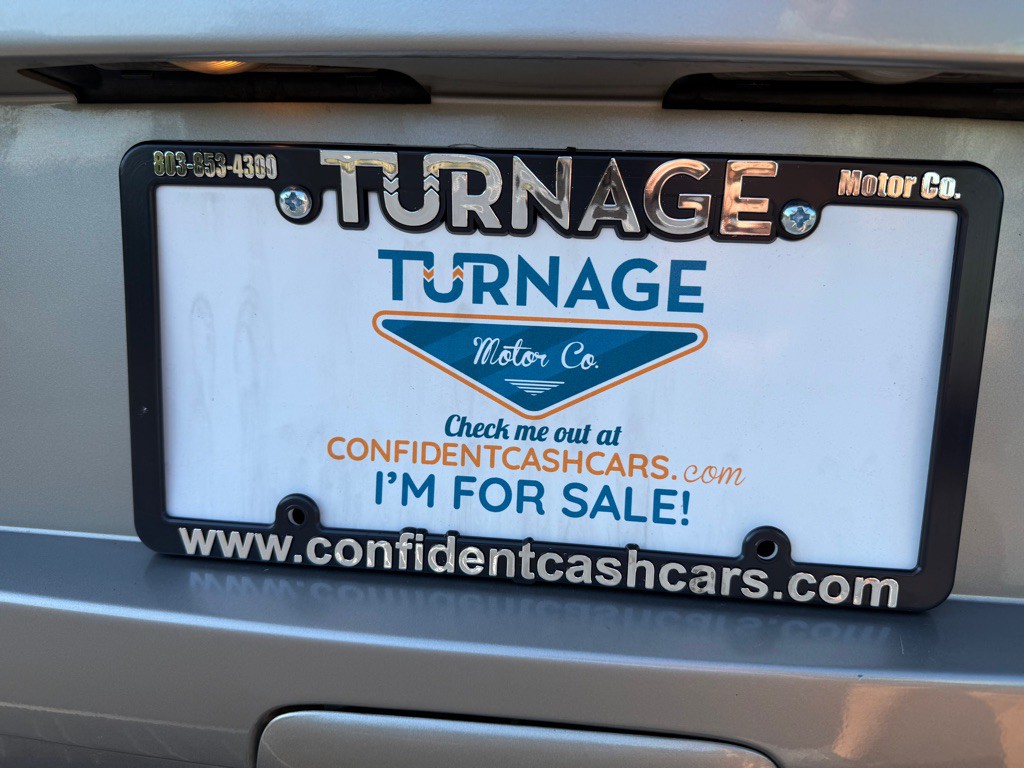 803-853-4399
TURNAGE
Motor Co.
TURNAGE
Motor Co.
Check me out at
CONFIDENTCASHCARS.com
I'M FOR SALE!
www.confidentcashcars.com